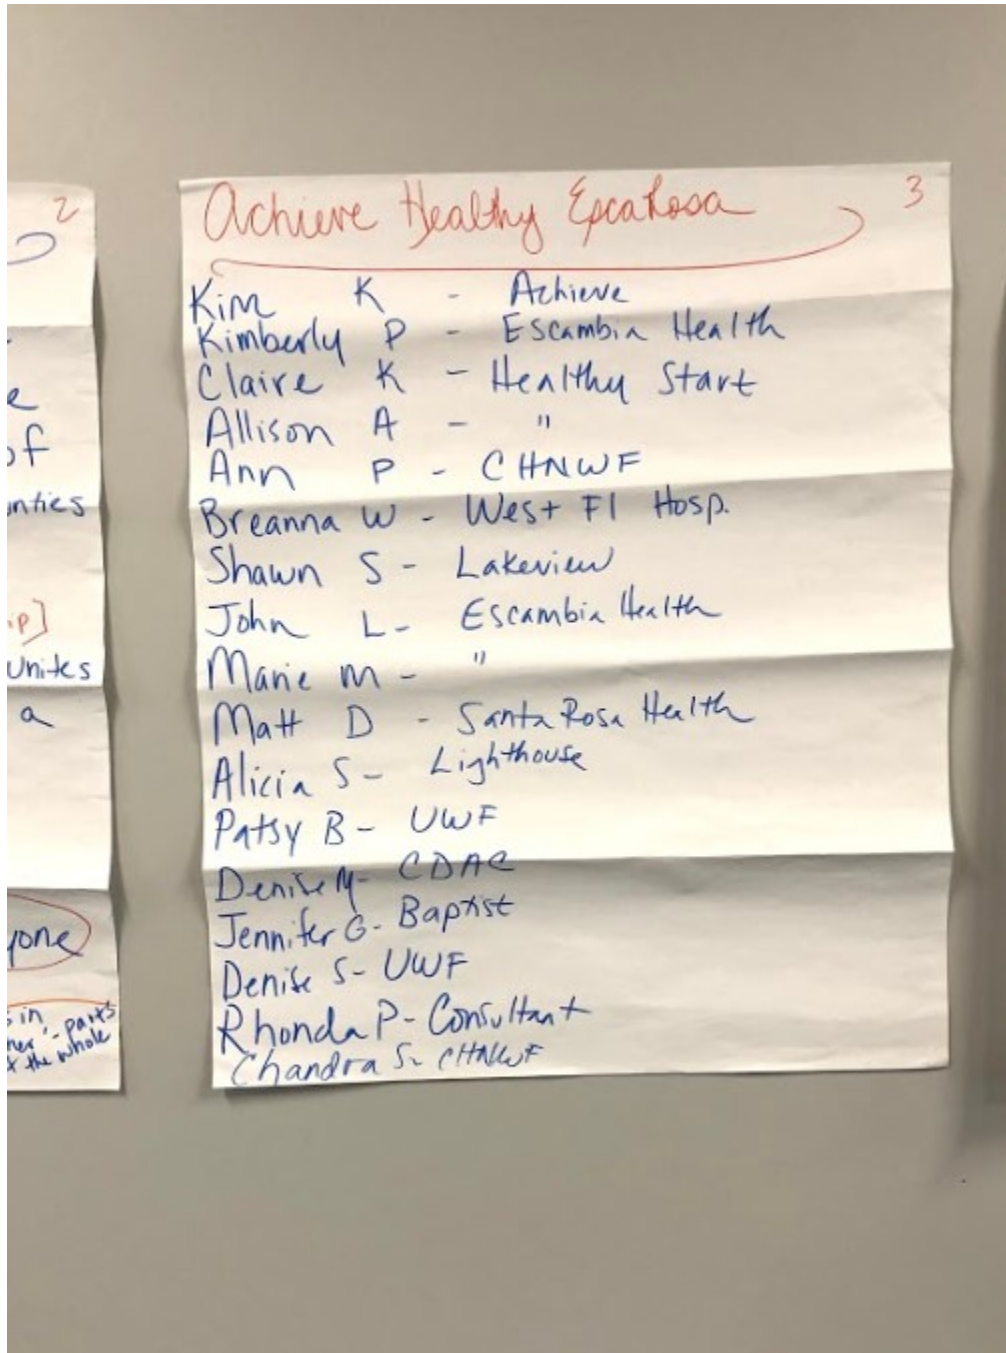 2
e
of
unties
ip]
unites
a
yone
s in
ner' - parts
the whole
Achieve Healthy EscaRosa 3
Kim K - Achieve
Kimberly P - Escambia Health
Claire K - Healthy Start
Allison A - "
Ann P - CHNWF
Breanna W - West Fl Hosp.
Shawn S - Lakeview
John L - Escambia Health
Marie M - "
Matt D - Santa Rosa Health
Alicia S - Lighthouse
Patsy B - UWF
Denise M - CDAC
Jennifer G - Baptist
Denise S - UWF
Rhonda P - Consultant
Chandra S - CHNWF